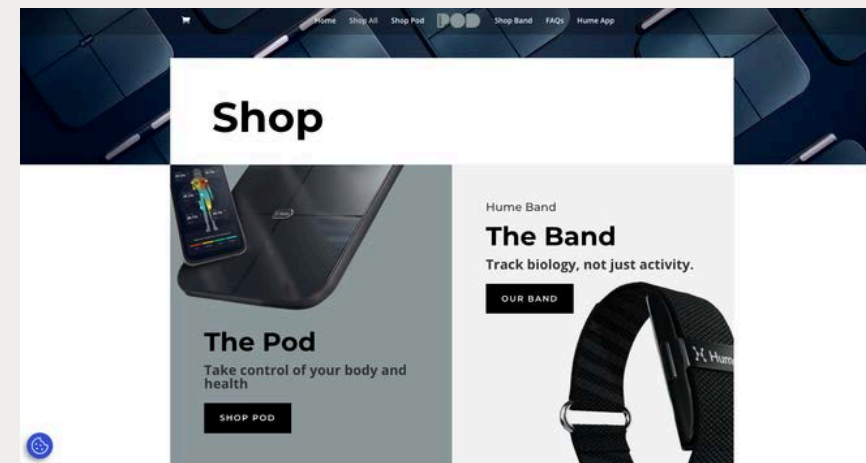 Home Shop All Shop Pod POD Shop Band FAQs Hume App
Shop
Hume Band
The Band
Track biology, not just activity.
OUR BAND
Hume
The Pod
Take control of your body and
health
SHOP POD